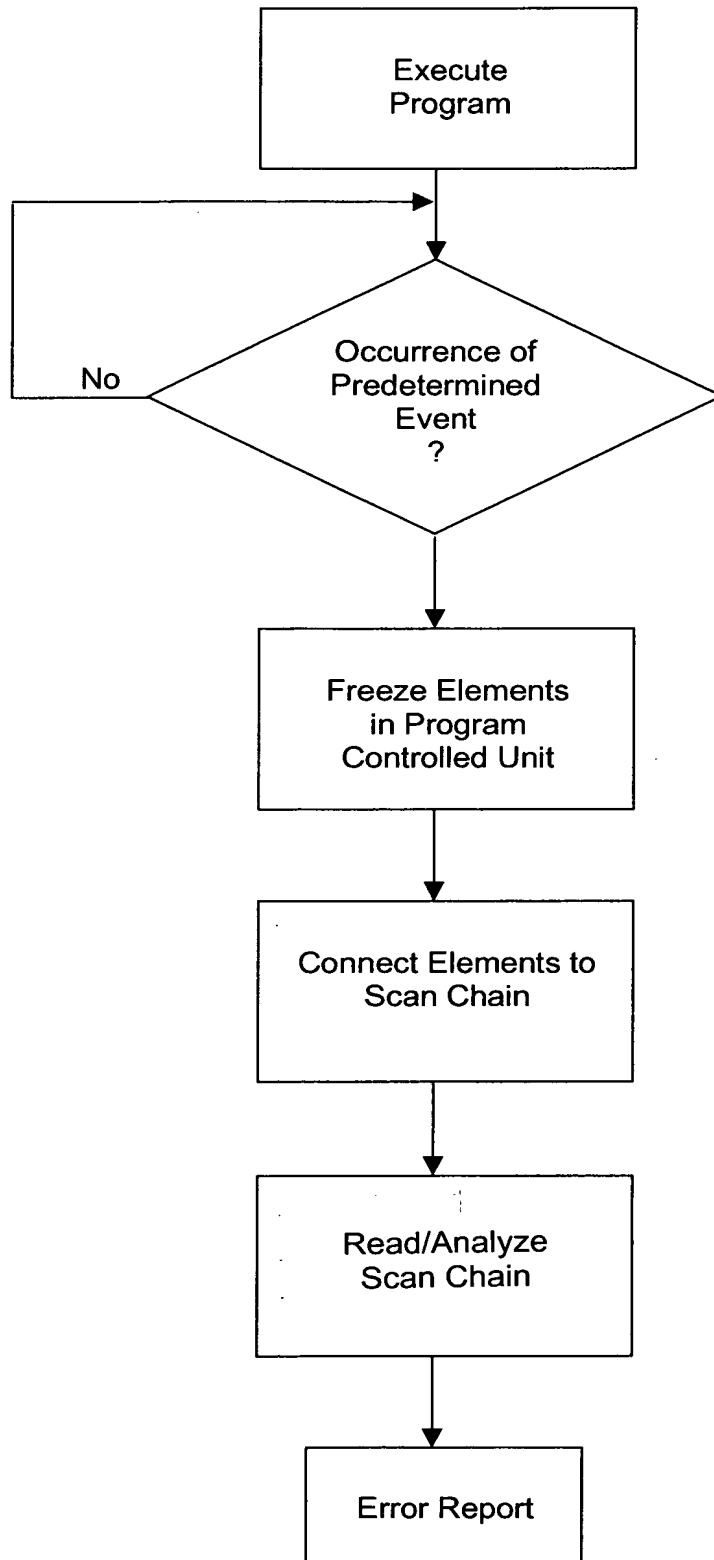 Execute
Program
Occurrence of
Predetermined
Event
?
No
Freeze Elements
in Program
Controlled Unit
Connect Elements to
Scan Chain
Read/Analyze
Scan Chain
Error Report